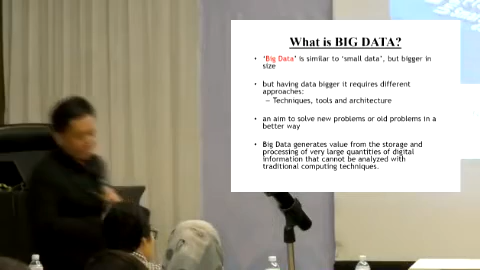 What is BIG DATA?
• 'Big Data' is similar to 'small data', but bigger in
size
• but having data bigger it requires different
approaches:
– Techniques, tools and architecture
• an aim to solve new problems or old problems in a
better way
• Big Data generates value from the storage and
processing of very large quantities of digital
information that cannot be analyzed with
traditional computing techniques.